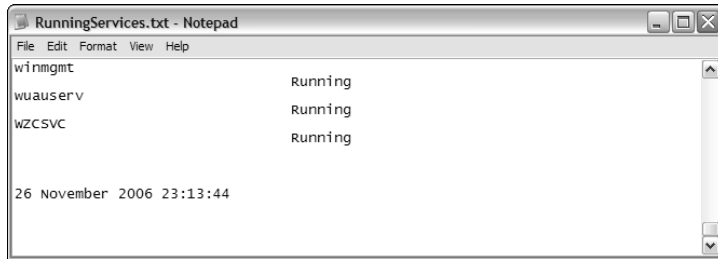 RunningServices.txt - Notepad
File Edit Format View Help
winmgmt
Running
wuauserv
Running
WZCSVC
Running
26 November 2006 23:13:44